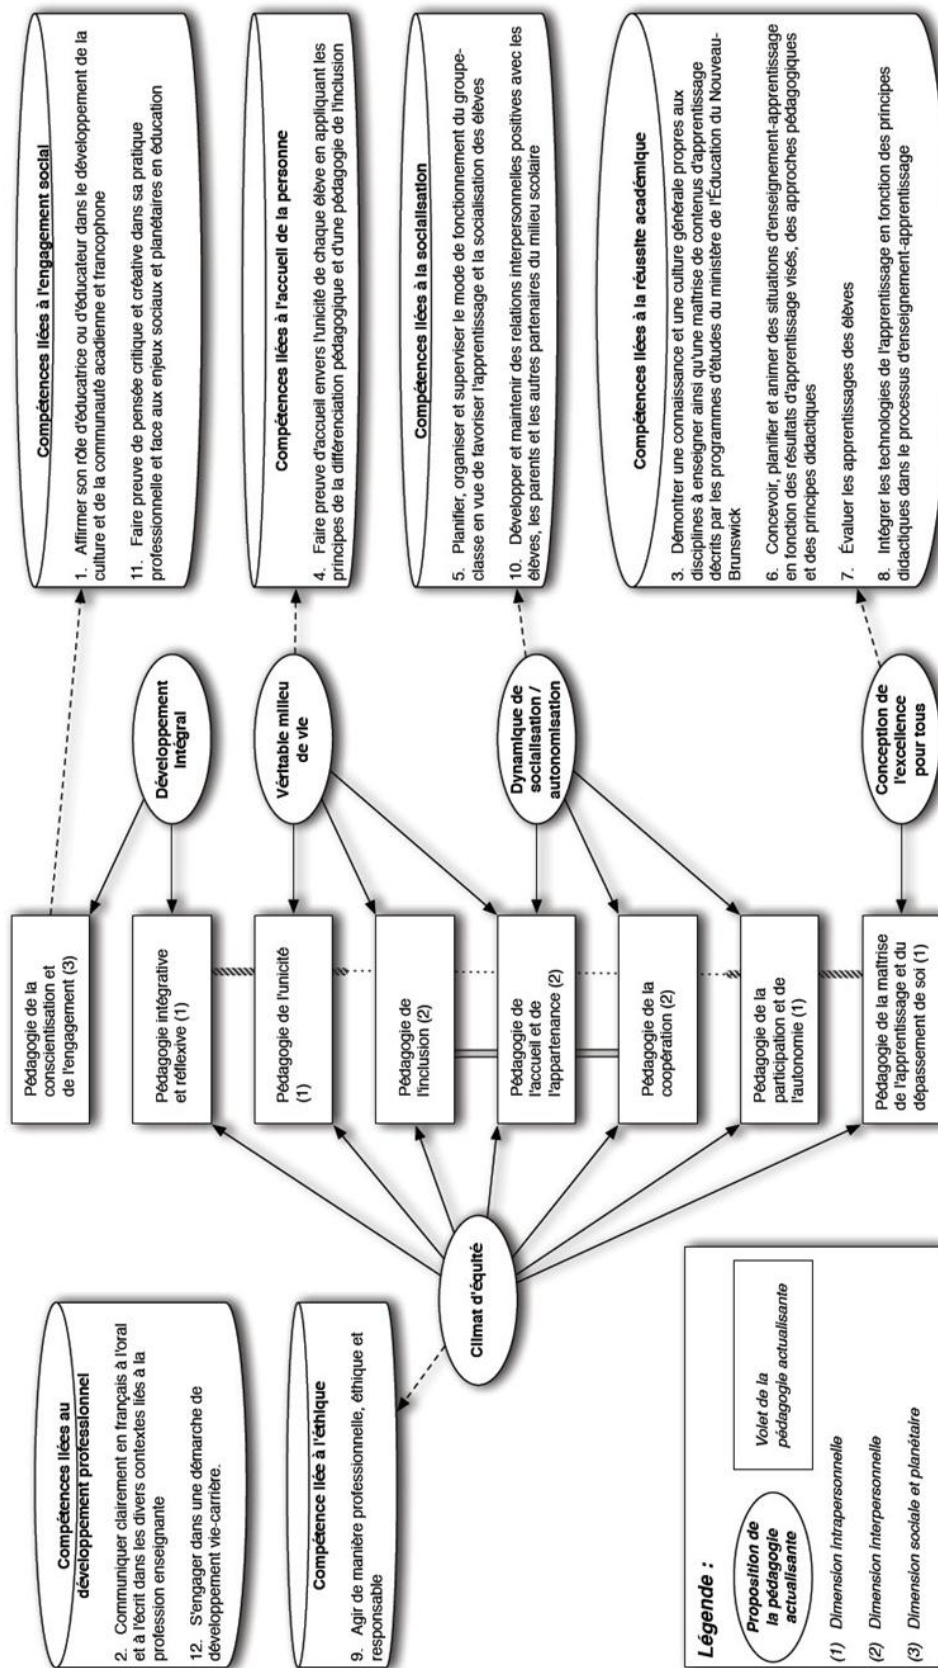 Compétences liées au
développement professionnel
2. Communiquer clairement en français à l'oral
et à l'écrit dans les divers contextes liés à la
profession enseignante
12. S'engager dans une démarche de
développement vie-carrière.
Compétence liée à l'éthique
9. Agir de manière professionnelle, éthique et
responsable
Climat d'équité
Légende :
Proposition de
la pédagogie
actualisante
Volet de la
pédagogie actualisante
(1) Dimension intrapersonnelle
(2) Dimension interpersonnelle
(3) Dimension sociale et planétaire
Pédagogie de la
conscientisation et
de l'engagement (3)
Pédagogie intégrative
et réflexive (1)
Pédagogie de l'unicité
(1)
Pédagogie de
l'inclusion (2)
Pédagogie de
l'accueil et de
l'appartenance (2)
Pédagogie de la
coopération (2)
Pédagogie de la
participation et de
l'autonomie (1)
Pédagogie de la maîtrise
de l'apprentissage et du
dépassement de soi (1)
Développement
intégral
Véritable milieu
de vie
Dynamique de
socialisation /
autonomisation
Conception de
l'excellence
pour tous
Compétences liées à l'engagement social
1. Affirmer son rôle d'éducatrice ou d'éducateur dans le développement de la
culture et de la communauté acadienne et francophone
11. Faire preuve de pensée critique et créative dans sa pratique
professionnelle et face aux enjeux sociaux et planétaires en éducation
Compétences liées à l'accueil de la personne
4. Faire preuve d'accueil envers l'unicité de chaque élève en appliquant les
principes de la différenciation pédagogique et d'une pédagogie de l'inclusion
Compétences liées à la socialisation
5. Planifier, organiser et superviser le mode de fonctionnement du groupe-
classe en vue de favoriser l'apprentissage et la socialisation des élèves
10. Développer et maintenir des relations interpersonnelles positives avec les
élèves, les parents et les autres partenaires du milieu scolaire
Compétences liées à la réussite académique
3. Démontrer une connaissance et une culture générale propres aux
disciplines à enseigner ainsi qu'une maîtrise de contenus d'apprentissage
décrits par les programmes d'études du ministère de l'Éducation du Nouveau-
Brunswick
6. Concevoir, planifier et animer des situations d'enseignement-apprentissage
en fonction des résultats d'apprentissage visés, des approches pédagogiques
et des principes didactiques
7. Évaluer les apprentissages des élèves
8. Intégrer les technologies de l'apprentissage en fonction des principes
didactiques dans le processus d'enseignement-apprentissage